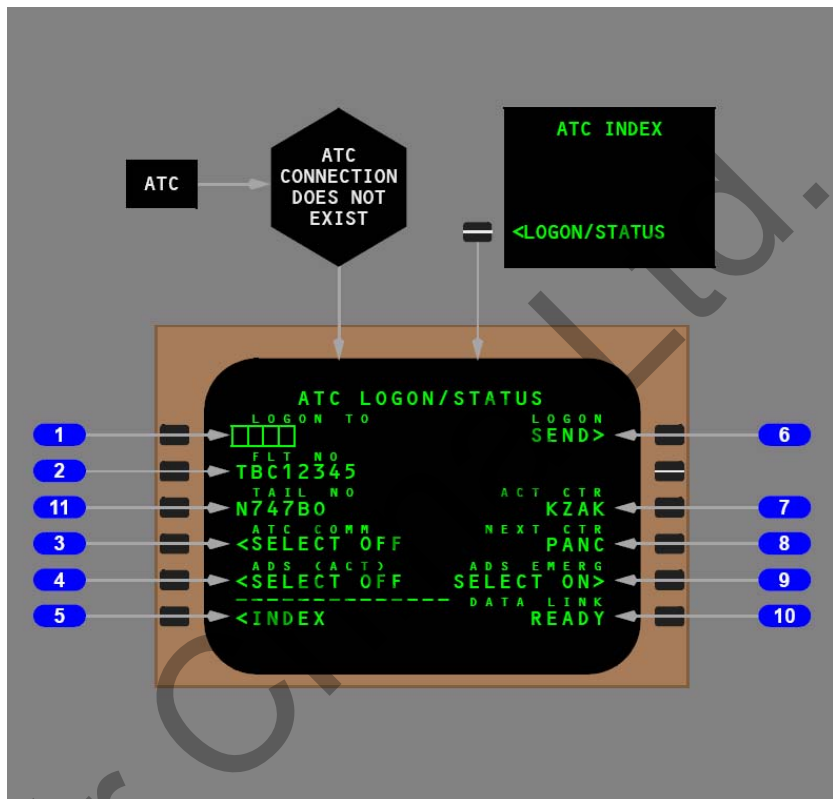 ATC
ATC
CONNECTION
DOES NOT
EXIST
ATC INDEX
<LOGON/STATUS
ATC LOGON/STATUS
LOGON TO
LOGON
SEND>
FLT NO
TBC12345
TAIL NO
ACT CTR
N747BO
KZAK
ATC COMM
NEXT CTR
<SELECT OFF
PANC
ADS (ACT)
ADS EMERG
<SELECT OFF
SELECT ON>
DATA LINK
<INDEX
READY
1
2
11
3
4
5
6
7
8
9
10
Ltd.